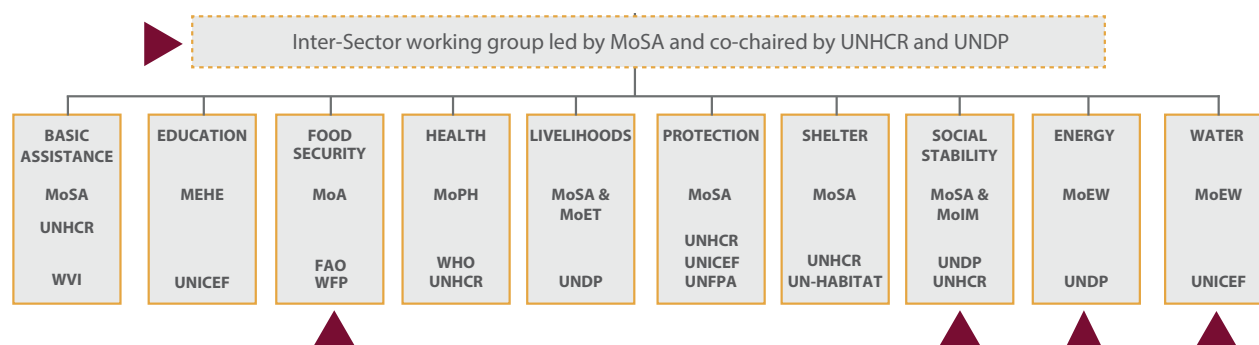 Inter-Sector working group led by MoSA and co-chaired by UNHCR and UNDP
BASIC
ASSISTANCE
MoSA
UNHCR
WVI
EDUCATION
MEHE
UNICEF
FOOD
SECURITY
MoA
FAO
WFP
HEALTH
MoPH
WHO
UNHCR
LIVELIHOODS
MoSA &
MoET
UNDP
PROTECTION
MoSA
UNHCR
UNICEF
UNFPA
SHELTER
MoSA
UNHCR
UN-HABITAT
SOCIAL
STABILITY
MoSA &
MoIM
UNDP
UNHCR
ENERGY
MoEW
UNDP
WATER
MoEW
UNICEF